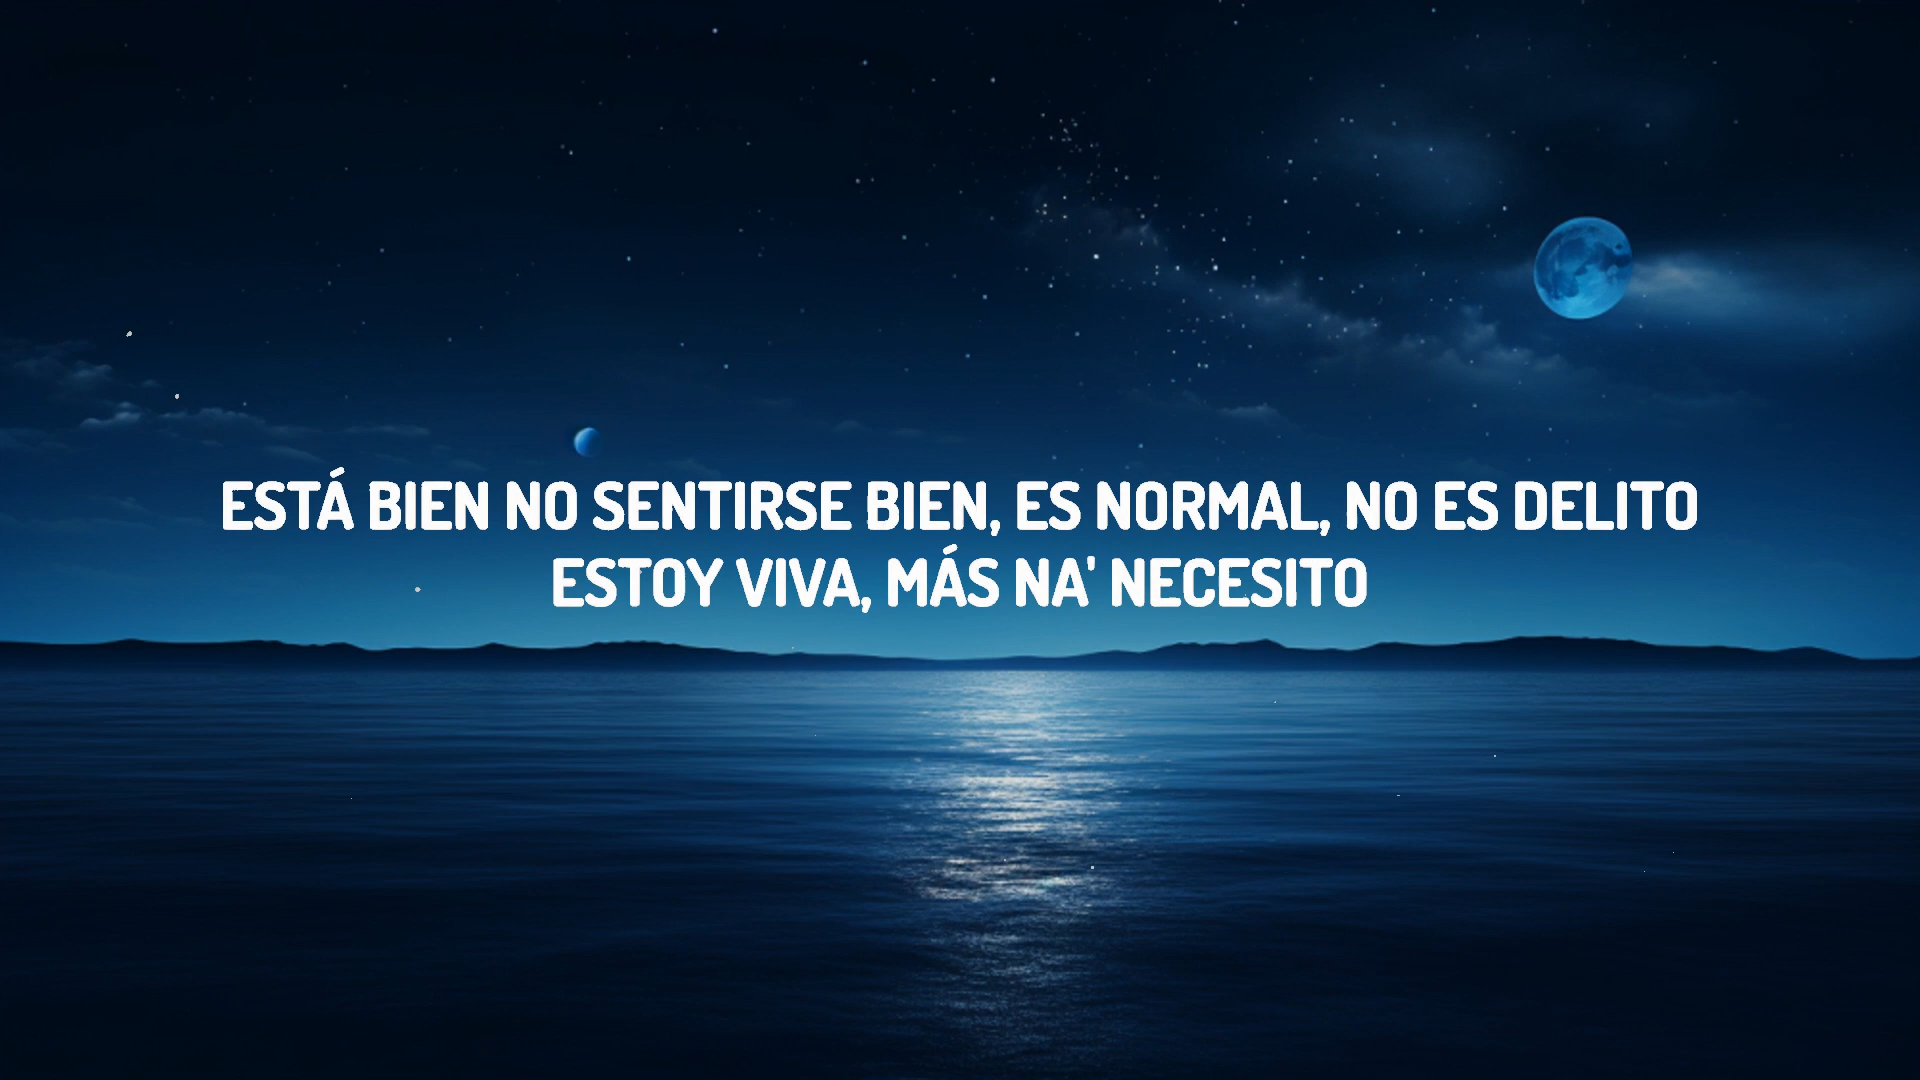 ESTÁ BIEN NO SENTIRSE BIEN, ES NORMAL, NO ES DELITO
ESTOY VIVA, MÁS NA' NECESITO